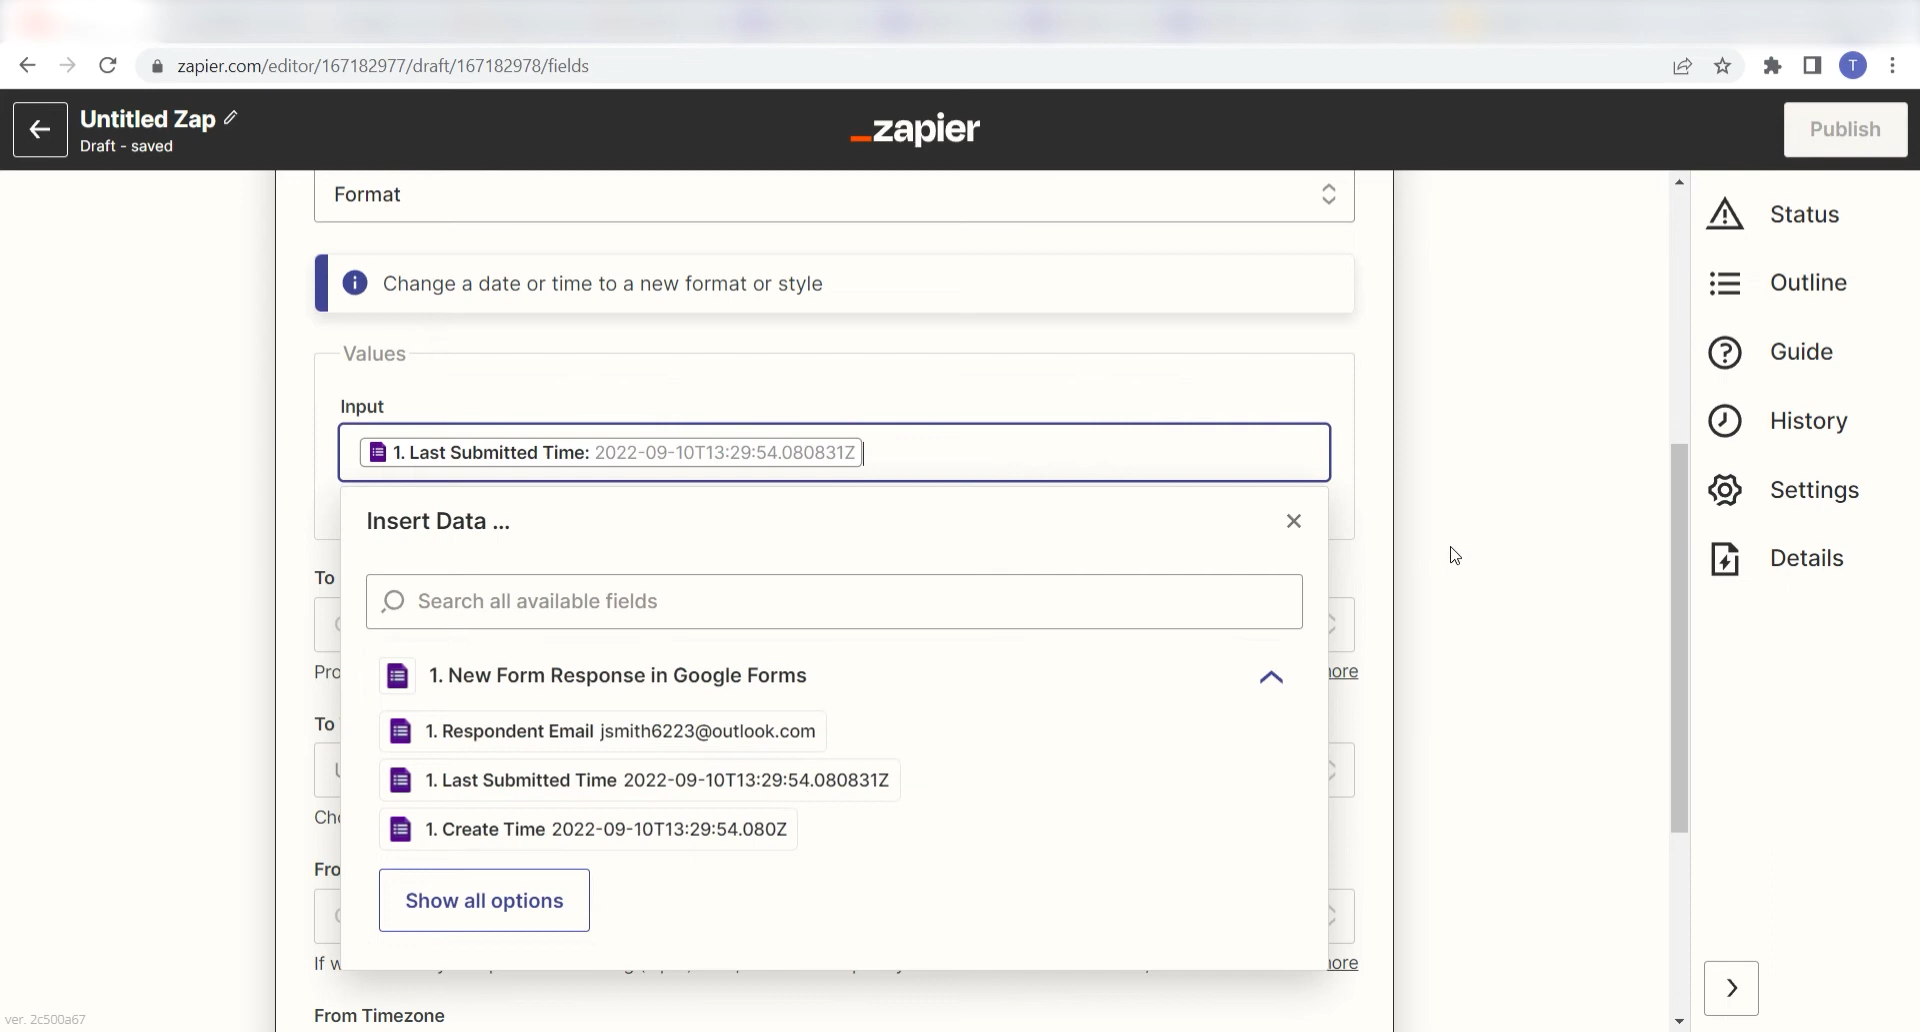 zapier.com/editor/167182977/draft/167182978/fields
T
Untitled Zap
Draft - saved
_zapier
Publish
Format
Change a date or time to a new format or style
Values
Input
1. Last Submitted Time: 2022-09-10T13:29:54.080831Z
Insert Data ...
To
Search all available fields
Pro
ore
1. New Form Response in Google Forms
To
1. Respondent Email jsmith6223@outlook.com
1. Last Submitted Time 2022-09-10T13:29:54.080831Z
Cho
1. Create Time 2022-09-10T13:29:54.080Z
Fro
Show all options
If w
ore
From Timezone
Status
Outline
Guide
History
Settings
Details
ver. 2c500a67